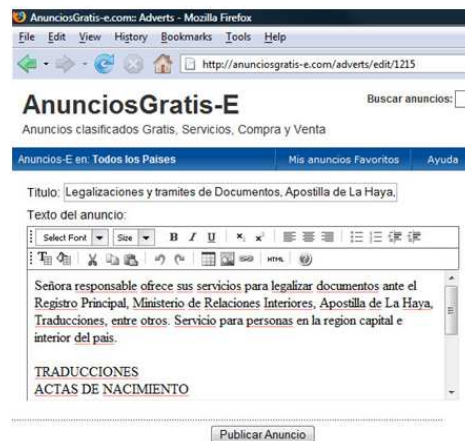 AnunciosGratis-e.com:: Adverts - Mozilla Firefox
File Edit View History Bookmarks Tools Help
http://anunciosgratis-e.com/adverts/edit/1215
AnunciosGratis-E
Buscar anuncios:
Anuncios clasificados Gratis, Servicios, Compra y Venta
Anuncios-E en: Todos los Paises Mis anuncios Favoritos Ayuda
Titulo: Legalizaciones y tramites de Documentos, Apostilla de La Haya,
Texto del anuncio:
Select Font Size B I U x₂ x²
HTML
Señora responsable ofrece sus servicios para legalizar documentos ante el
Registro Principal, Ministerio de Relaciones Interiores, Apostilla de La Haya,
Traducciones, entre otros. Servicio para personas en la region capital e
interior del pais.
TRADUCCIONES
ACTAS DE NACIMIENTO
Publicar Anuncio